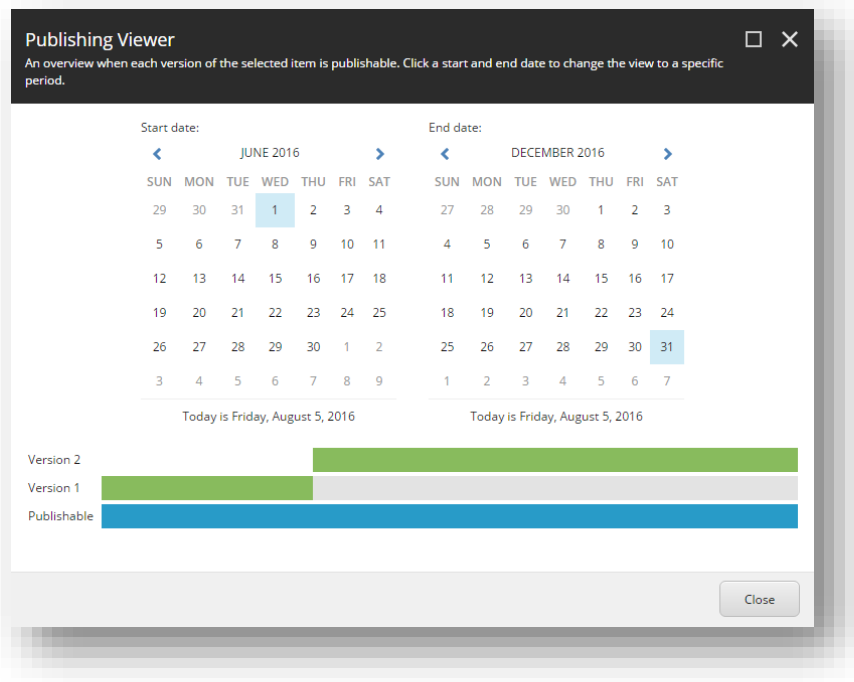 Publishing Viewer
An overview when each version of the selected item is publishable. Click a start and end date to change the view to a specific
period.
Start date:
JUNE 2016
SUN MON TUE WED THU FRI SAT
29 30 31 1 2 3 4
5 6 7 8 9 10 11
12 13 14 15 16 17 18
19 20 21 22 23 24 25
26 27 28 29 30 1 2
3 4 5 6 7 8 9
Today is Friday, August 5, 2016
End date:
DECEMBER 2016
SUN MON TUE WED THU FRI SAT
27 28 29 30 1 2 3
4 5 6 7 8 9 10
11 12 13 14 15 16 17
18 19 20 21 22 23 24
25 26 27 28 29 30 31
1 2 3 4 5 6 7
Today is Friday, August 5, 2016
Version 2
Version 1
Publishable
Close